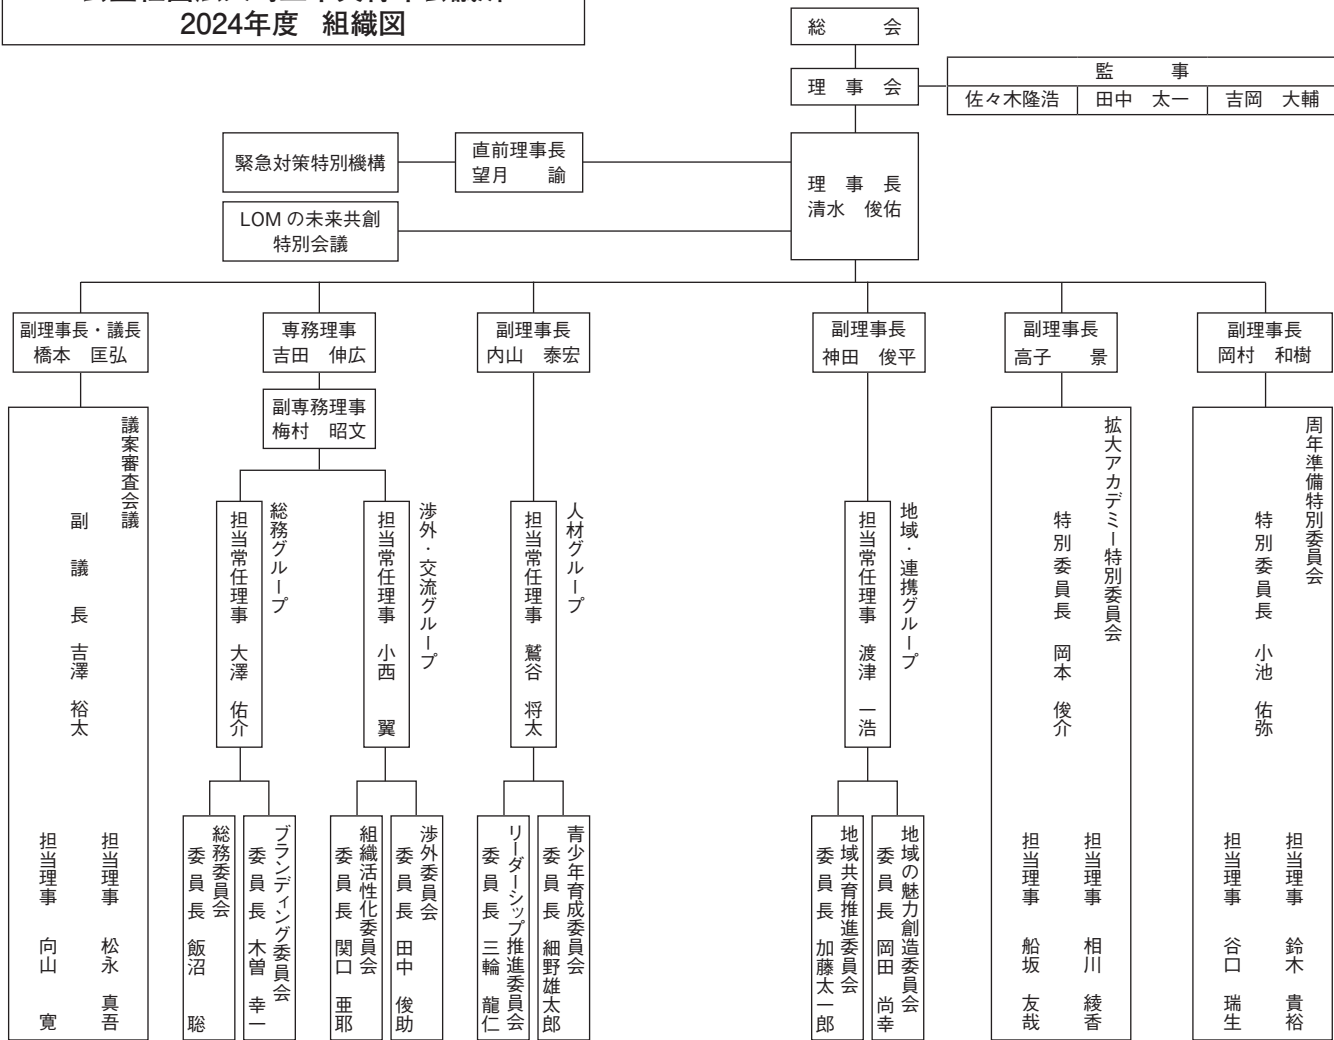 2024年度 組織図
総 会
理 事 会
監 事
佐々木隆浩 田中 太一 吉岡 大輔
緊急対策特別機構
直前理事長
望月 諭
理 事 長
清水 俊佑
LOMの未来共創
特別会議
副理事長・議長
橋本 匡弘
専務理事
吉田 伸広
副理事長
内山 泰宏
副理事長
神田 俊平
副理事長
高子 景
副理事長
岡村 和樹
副専務理事
梅村 昭文
議案審査会議
副議長 吉澤 裕太
担当理事 松永 真吾
担当理事 向山 寛
総務グループ
担当常任理事 大澤 佑介
渉外・交流グループ
担当常任理事 小西 翼
人材グループ
担当常任理事 鷲谷 将太
地域・連携グループ
担当常任理事 渡津 一浩
拡大アカデミー特別委員会
特別委員長 岡本 俊介
担当理事 相川 綾香
担当理事 船坂 友哉
周年準備特別委員会
特別委員長 小池 佑弥
担当理事 鈴木 貴裕
担当理事 谷口 瑞生
総務委員会
委員長 飯沼 聡
ブランディング委員会
委員長 木曽 幸一
組織活性化委員会
委員長 関口 亜耶
渉外委員会
委員長 田中 俊助
リーダーシップ推進委員会
委員長 三輪 龍仁
青少年育成委員会
委員長 細野雄太郎
地域共育推進委員会
委員長 加藤太一郎
地域の魅力創造委員会
委員長 岡田 尚幸